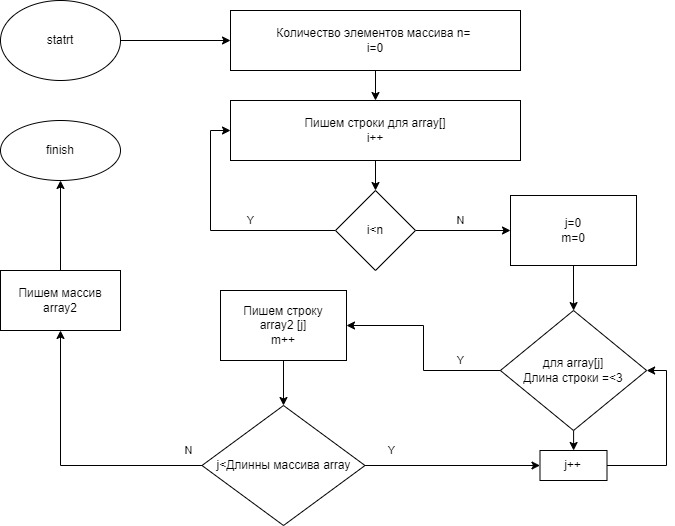 statrt
Количество элементов массива n=
i=0
Пишем строки для array[]
i++
finish
i<n
Y
N
j=0
m=0
Пишем массив
array2
Пишем строку
array2 [j]
m++
Y
для array[j]
Длина строки =<3
N
j<Длинны массива array
Y
j++